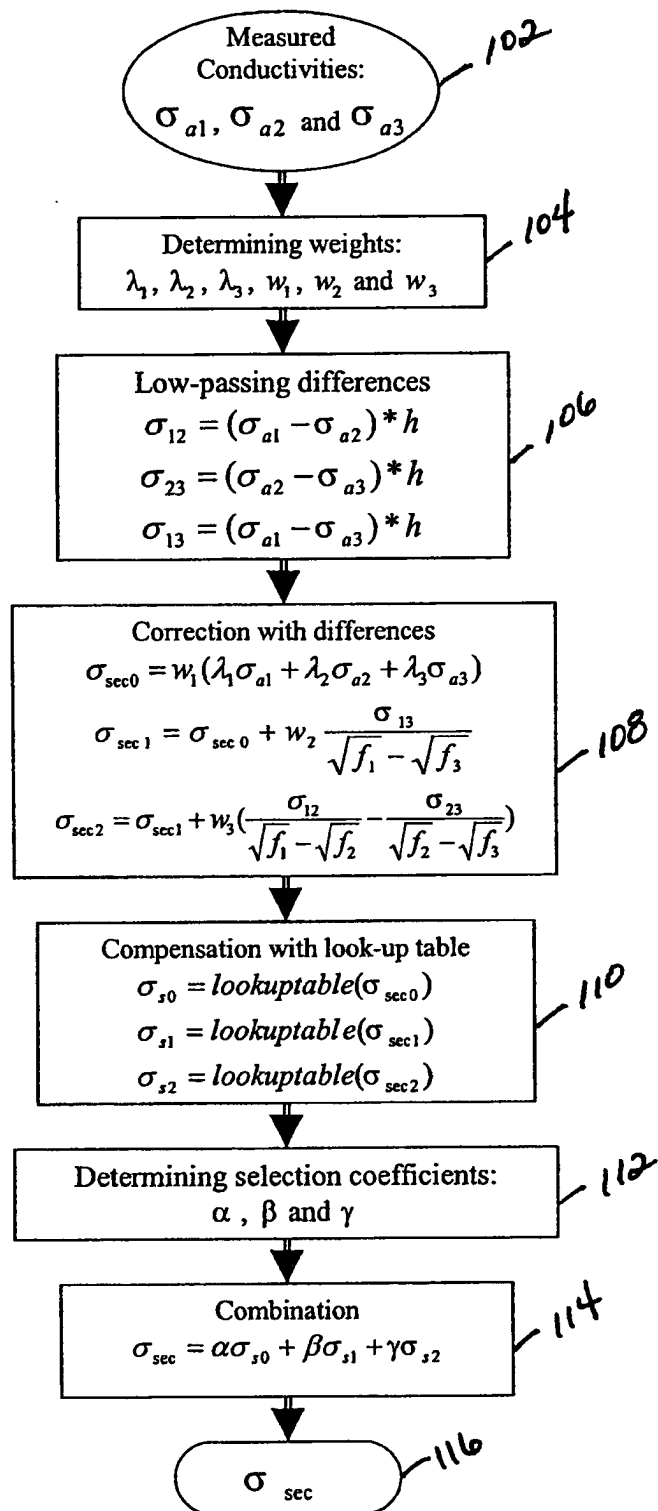 Measured
Conductivities:
σa1, σa2 and σa3
102
Determining weights:
λ1, λ2, λ3, w1, w2 and w3
104
Low-passing differences
σ12 = (σa1 − σa2) * h
σ23 = (σa2 − σa3) * h
σ13 = (σa1 − σa3) * h
106
Correction with differences
σsec0 = w1(λ1σa1 + λ2σa2 + λ3σa3)
σsec1 = σsec0 + w2 σ13 / (√f1 − √f3)
σsec2 = σsec1 + w3(σ12 / (√f1 − √f2) − σ23 / (√f2 − √f3))
108
Compensation with look-up table
σs0 = lookuptable(σsec0)
σs1 = lookuptable(σsec1)
σs2 = lookuptable(σsec2)
110
Determining selection coefficients:
α , β and γ
112
Combination
σsec = ασs0 + βσs1 + γσs2
114
σ sec
116